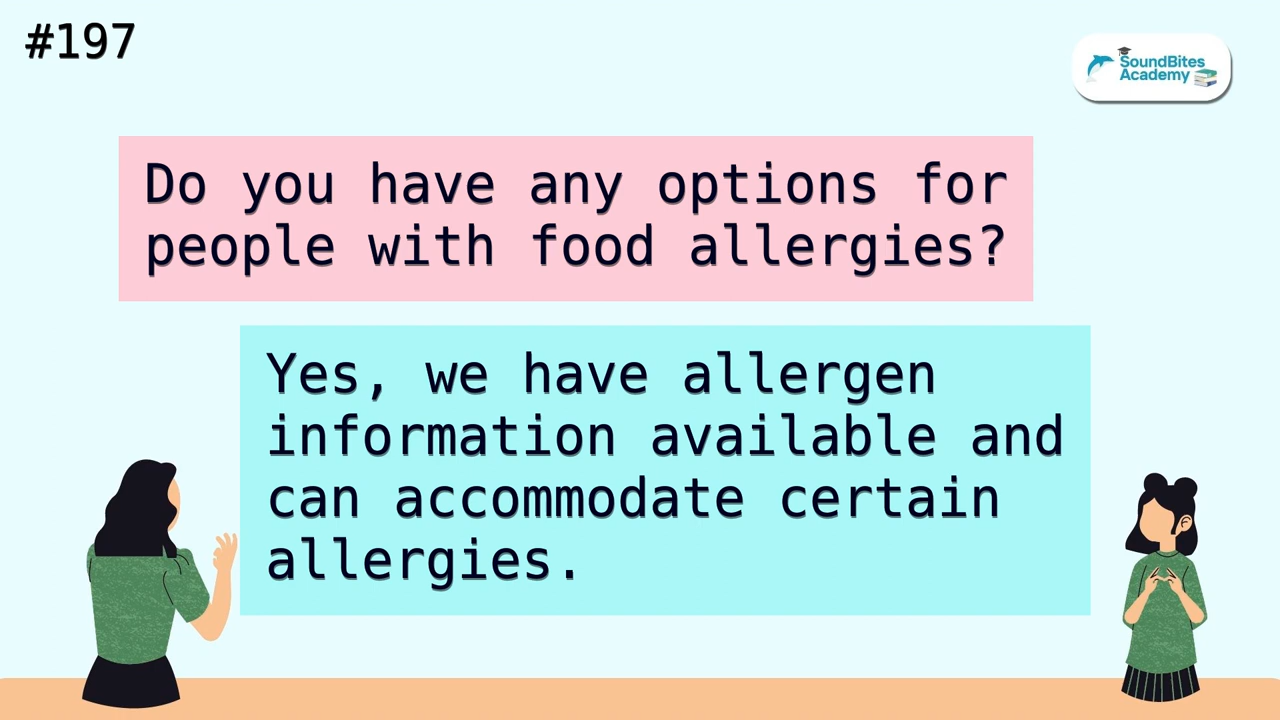 #197
SoundBites
Academy
Do you have any options for
people with food allergies?
Yes, we have allergen
information available and
can accommodate certain
allergies.